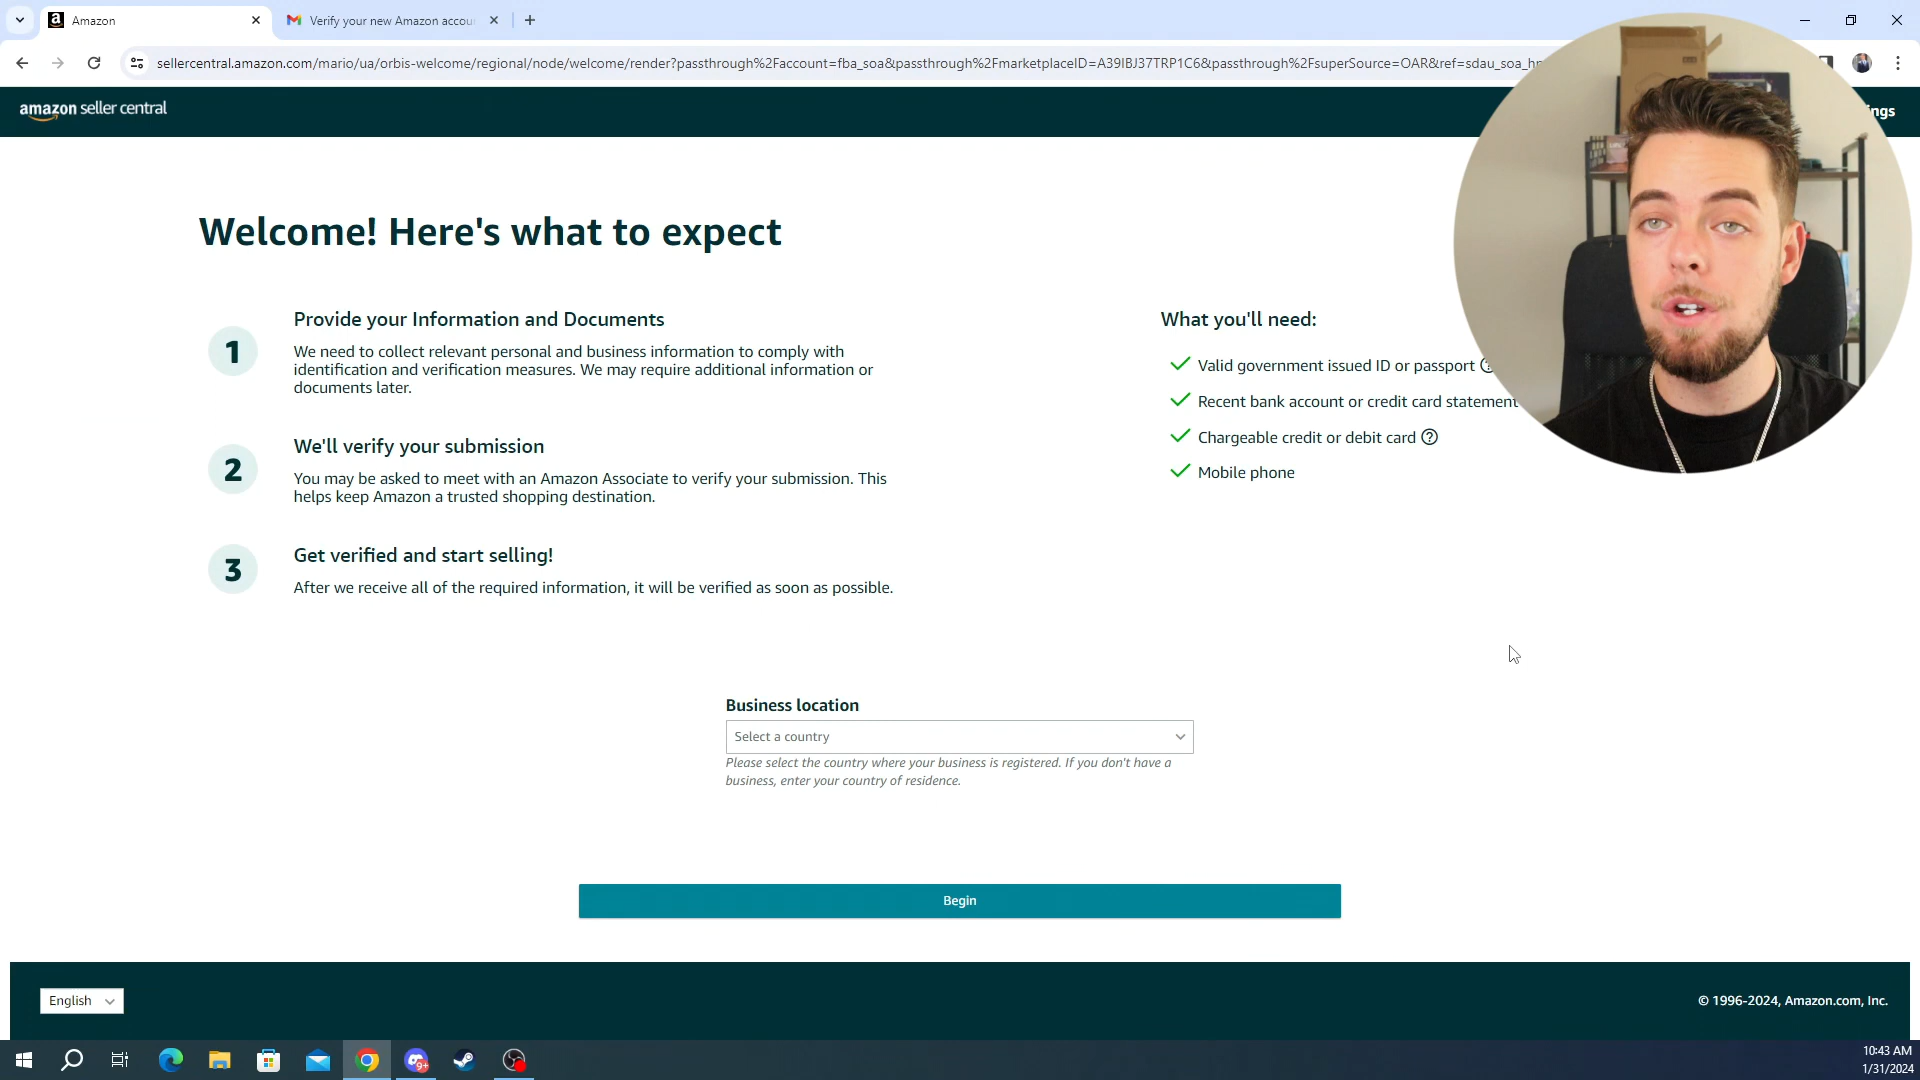 Amazon
Verify your new Amazon accou
sellercentral.amazon.com/mario/ua/orbis-welcome/regional/node/welcome/render?passthrough%2Faccount=fba_soa&passthrough%2FmarketplaceID=A39IBJ37TRP1C6&passthrough%2FsuperSource=OAR&ref=sdau_soa_hp
amazon seller central
ngs
Welcome! Here's what to expect
1
Provide your Information and Documents
We need to collect relevant personal and business information to comply with
identification and verification measures. We may require additional information or
documents later.
2
We'll verify your submission
You may be asked to meet with an Amazon Associate to verify your submission. This
helps keep Amazon a trusted shopping destination.
3
Get verified and start selling!
After we receive all of the required information, it will be verified as soon as possible.
What you'll need:
Valid government issued ID or passport
Recent bank account or credit card statement
Chargeable credit or debit card
Mobile phone
Business location
Select a country
Please select the country where your business is registered. If you don't have a
business, enter your country of residence.
Begin
English
© 1996-2024, Amazon.com, Inc.
9+
10:43 AM
1/31/2024